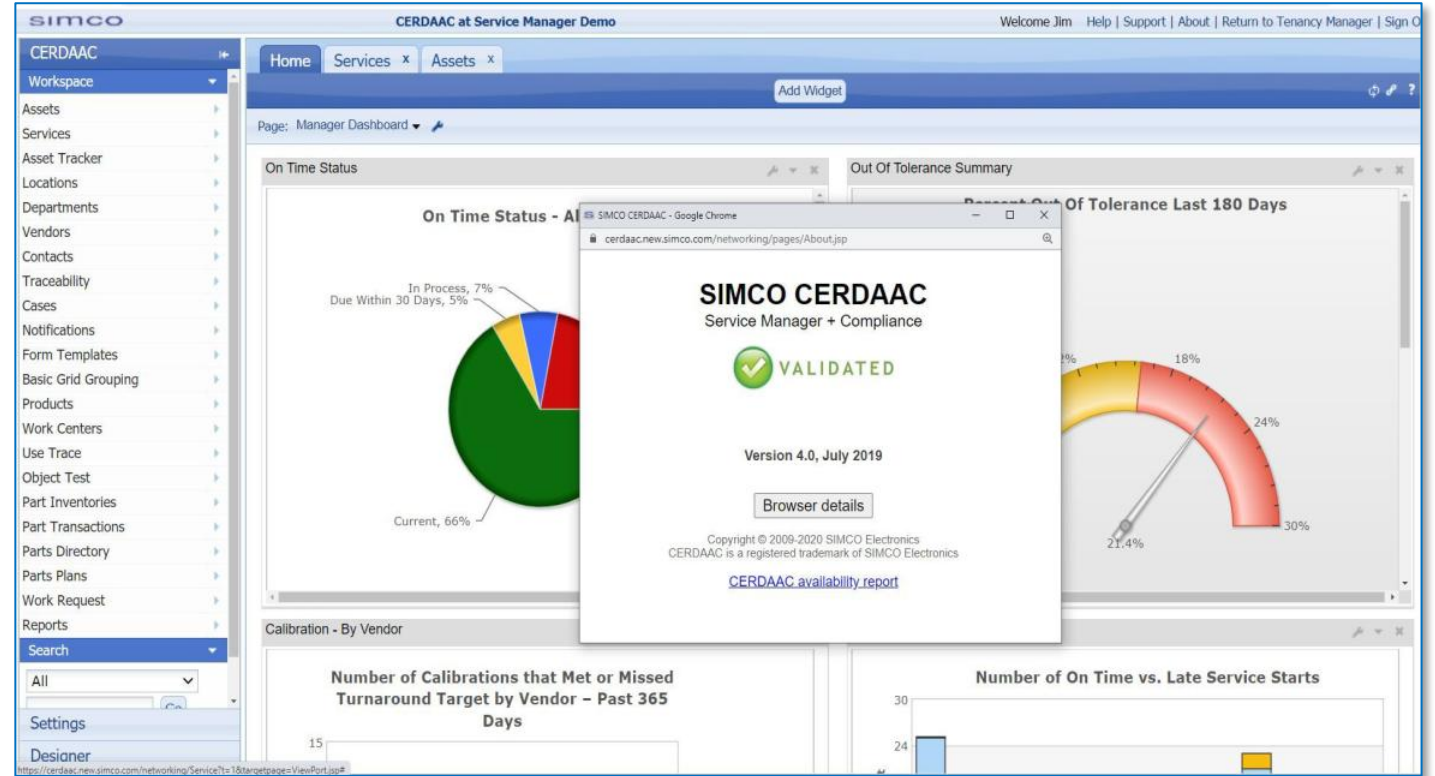 simco
CERDAAC at Service Manager Demo
Welcome Jim Help | Support | About | Return to Tenancy Manager | Sign O
CERDAAC
Home Services x Assets x
Workspace
Add Widget
?
Assets
Services
Asset Tracker
Locations
Departments
Vendors
Contacts
Traceability
Cases
Notifications
Form Templates
Basic Grid Grouping
Products
Work Centers
Use Trace
Object Test
Part Inventories
Part Transactions
Parts Directory
Parts Plans
Work Request
Reports
Search
All
Settings
Designer
https://cerdaac.new.simco.com/networking/Service?t=1&targetpage=ViewPort.jsp#
Page: Manager Dashboard
On Time Status
On Time Status - Al
In Process, 7%
Due Within 30 Days, 5%
Current, 66%
Out Of Tolerance Summary
Percent Out Of Tolerance Last 180 Days
18%
24%
30%
21.4%
SIMCO CERDAAC - Google Chrome
cerdaac.new.simco.com/networking/pages/About.jsp
SIMCO CERDAAC
Service Manager + Compliance
VALIDATED
Version 4.0, July 2019
Browser details
Copyright © 2009-2020 SIMCO Electronics
CERDAAC is a registered trademark of SIMCO Electronics
CERDAAC availability report
Calibration - By Vendor
Number of Calibrations that Met or Missed
Turnaround Target by Vendor – Past 365
Days
15
Number of On Time vs. Late Service Starts
30
24